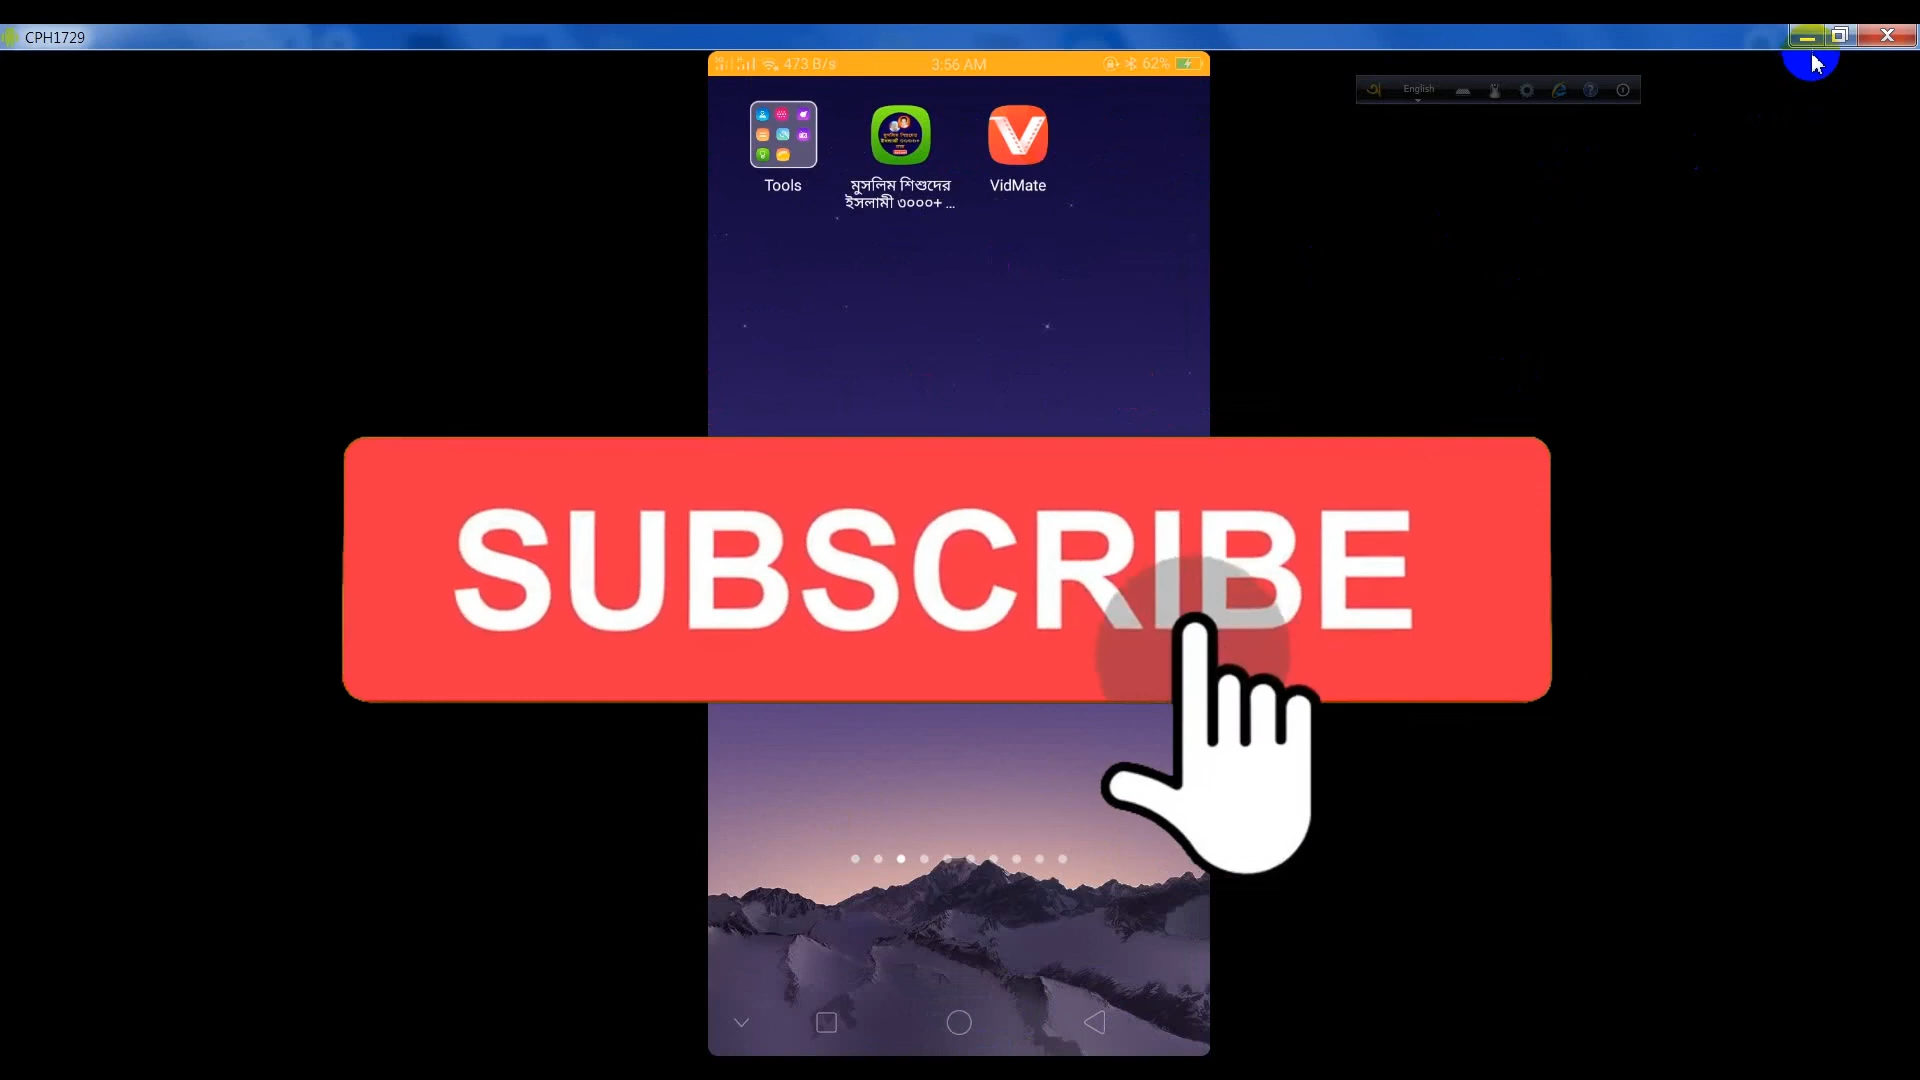 CPH1729
473 B/s
3:56 AM
62%
English
Tools
মুসলিম শিশুদের
ইসলামী ৩০০০+ ...
VidMate
SUBSCRIBE